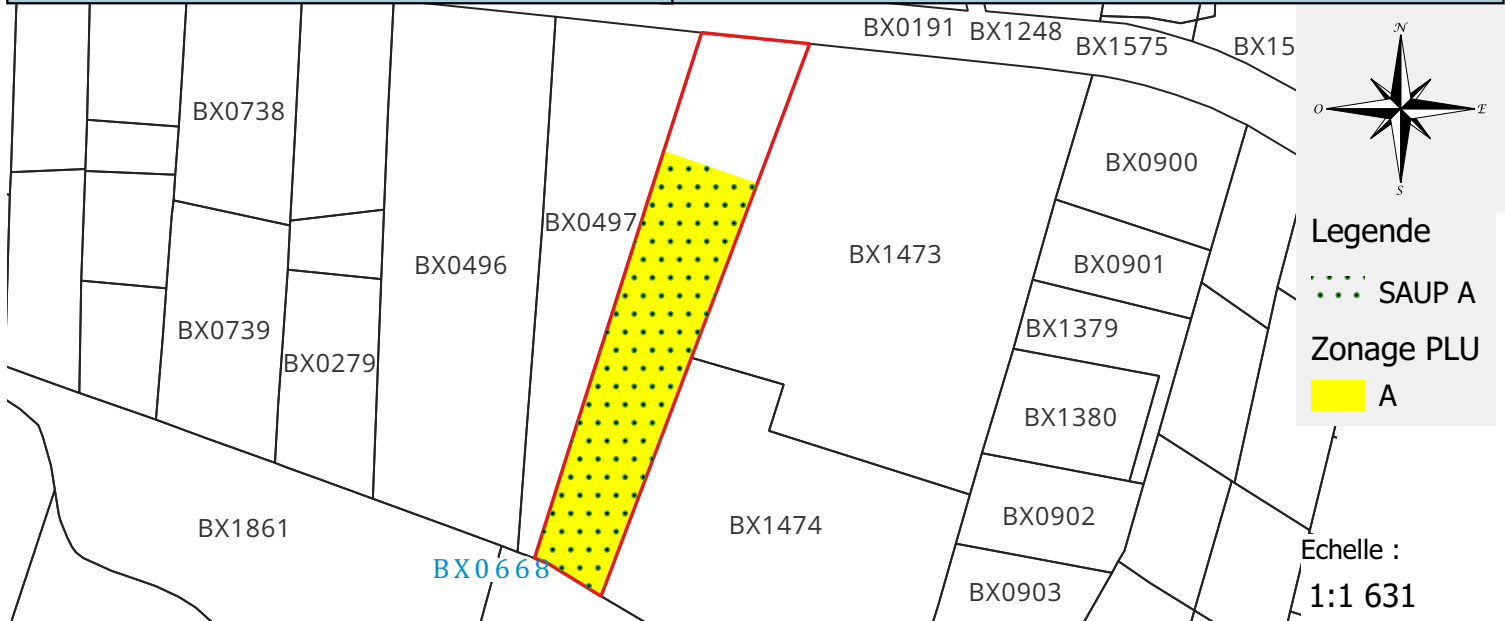 BX0191 BX1248 BX1575 BX15
N
O E
S
BX0738
BX0900
BX0497
BX0496
BX1473
BX0901
BX0739
BX0279
BX1379
BX1380
BX1861
BX1474
BX0902
BX0668
BX0903
Legende
SAUP A
Zonage PLU
A
Echelle :
1:1 631